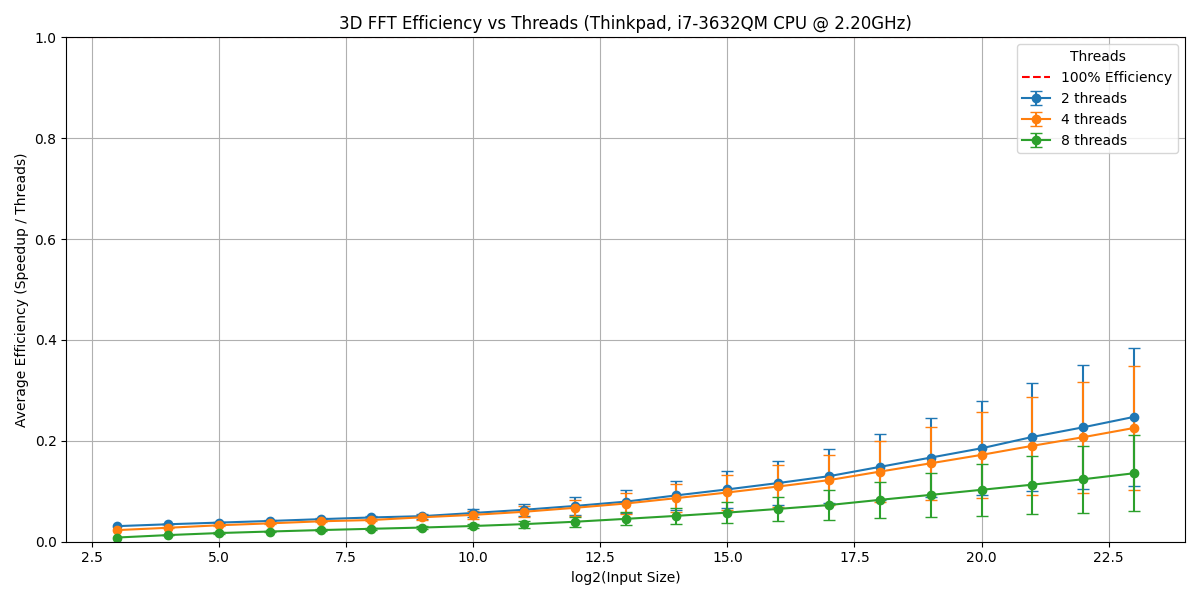 3D FFT Efficiency vs Threads (Thinkpad, i7-3632QM CPU @ 2.20GHz)
Threads
100% Efficiency
2 threads
4 threads
8 threads
Average Efficiency (Speedup / Threads)
1.0
0.8
0.6
0.4
0.2
0.0
2.5 5.0 7.5 10.0 12.5 15.0 17.5 20.0 22.5
log2(Input Size)